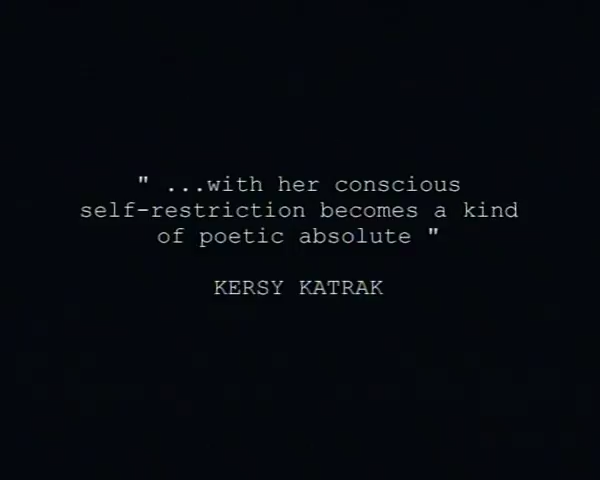 " ...with her conscious
self-restriction becomes a kind
of poetic absolute "
KERSY KATRAK